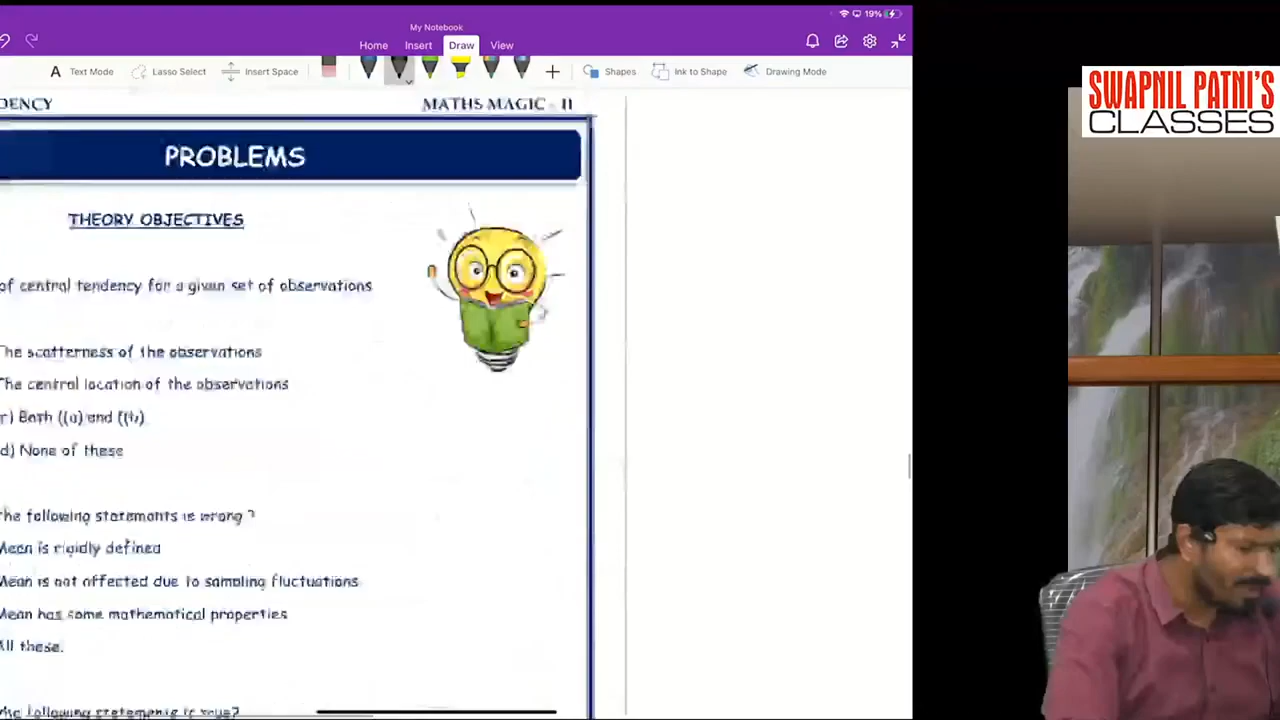 My Notebook
19%
Home Insert Draw View
Text Mode Lasso Select Insert Space Shapes Ink to Shape Drawing Mode
DENCY MATHS MAGIC - II
PROBLEMS
THEORY OBJECTIVES
of central tendency for a given set of observations
The scatterness of the observations
The central location of the observations
c) Both ((a) and ((b)
d) None of these
the following statements is wrong ?
Mean is rigidly defined
Mean is not affected due to sampling fluctuations
Mean has some mathematical properties
All these.
following statements is true?
SWAPNIL PATNI'S
CLASSES